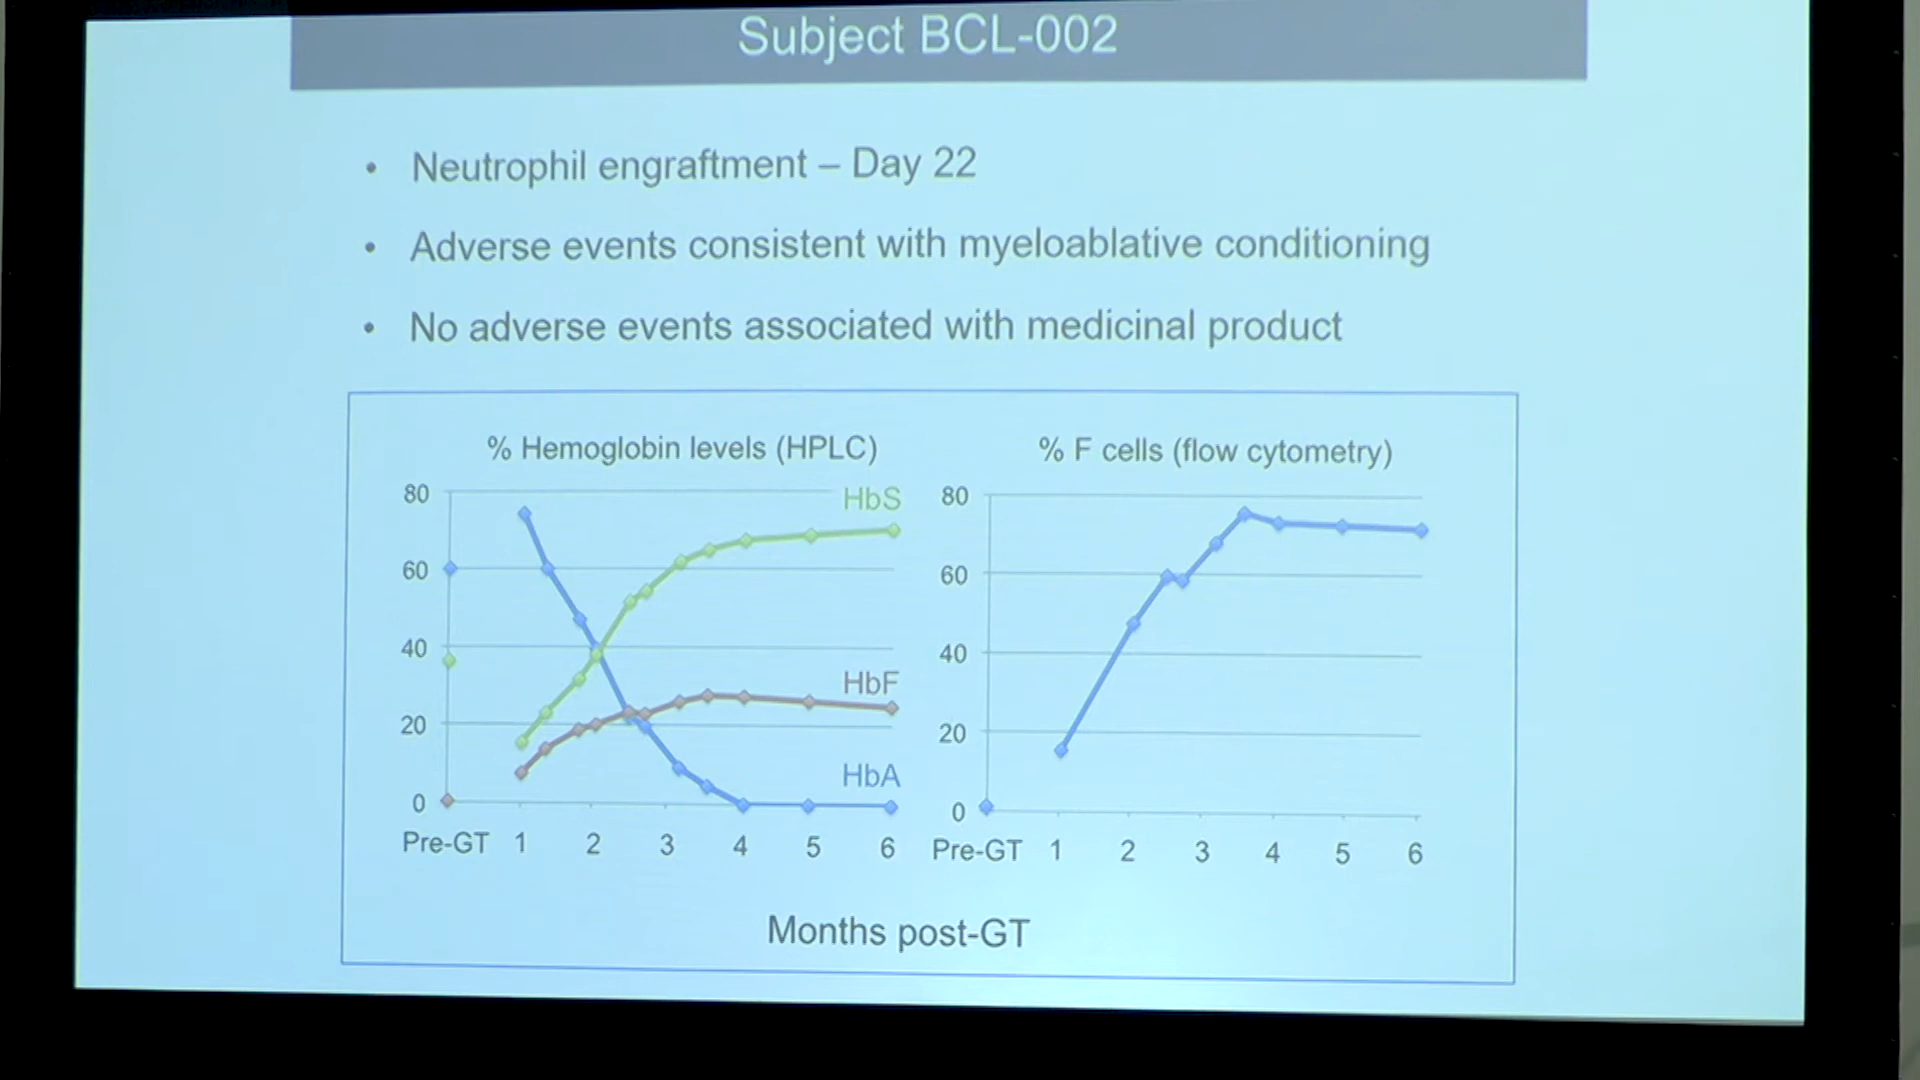 Subject BCL-002
• Neutrophil engraftment – Day 22
• Adverse events consistent with myeloablative conditioning
• No adverse events associated with medicinal product
% Hemoglobin levels (HPLC)
80
60
40
20
0
HbS
HbF
HbA
Pre-GT 1 2 3 4 5 6
% F cells (flow cytometry)
80
60
40
20
0
Pre-GT 1 2 3 4 5 6
Months post-GT